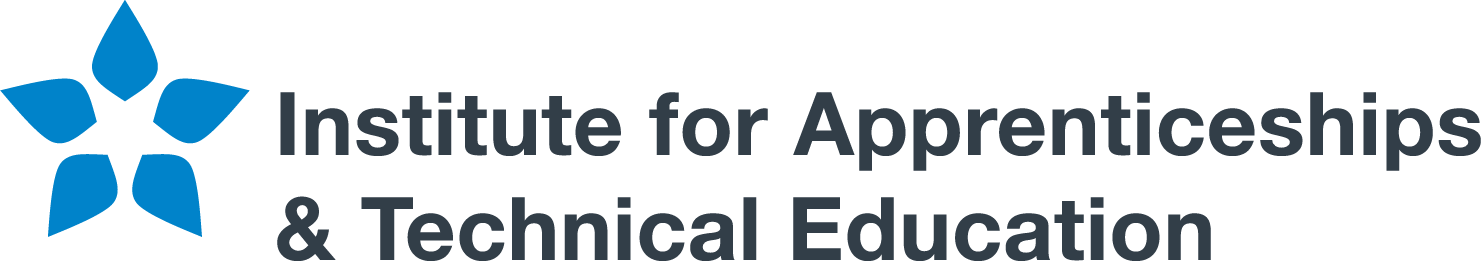 Institute for Apprenticeships
& Technical Education